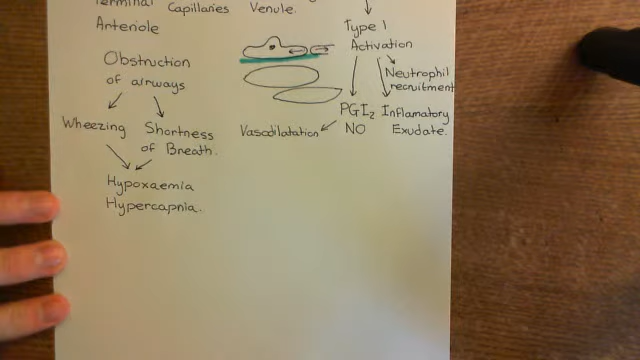 Terminal Capillaries Venule.
Arteriole
Type 1
Activation
Obstruction
of airways
Neutrophil
recruitment
Wheezing Shortness
of Breath.
PGI2 Inflamatory
Vasodilatation NO Exudate.
Hypoxaemia
Hypercapnia.